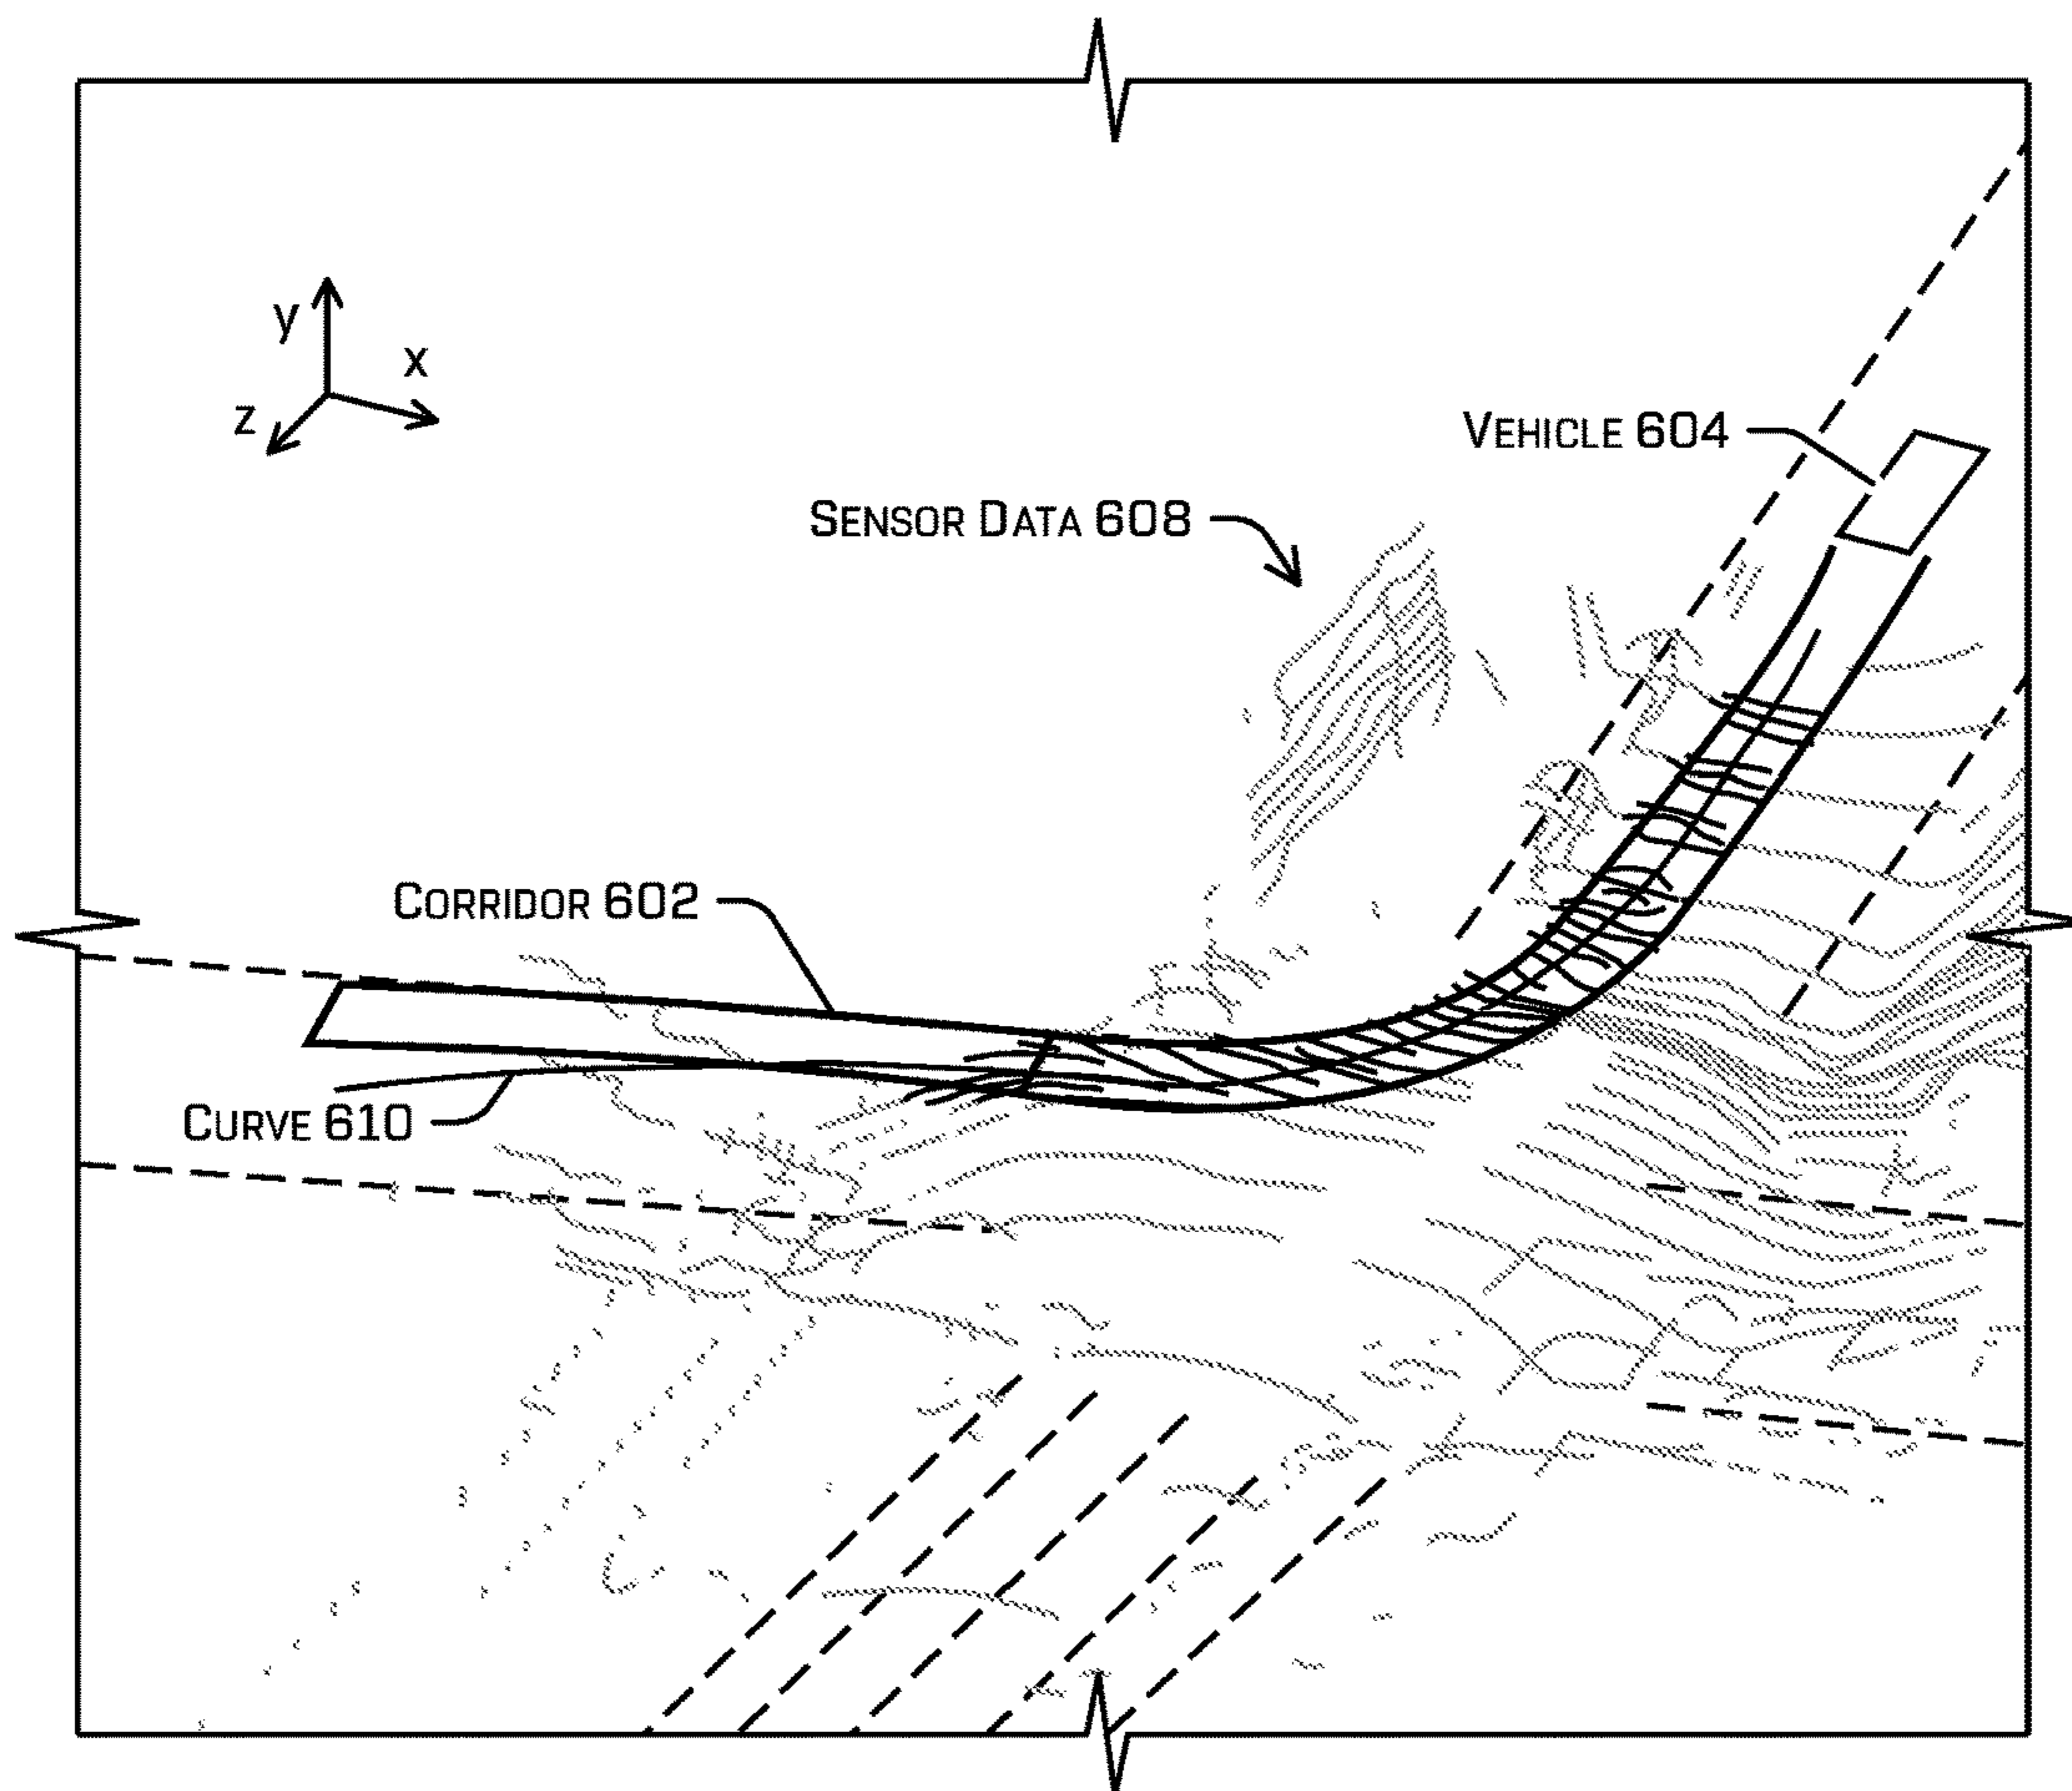 y
x
z
VEHICLE 604
SENSOR DATA 608
CORRIDOR 602
CURVE 610